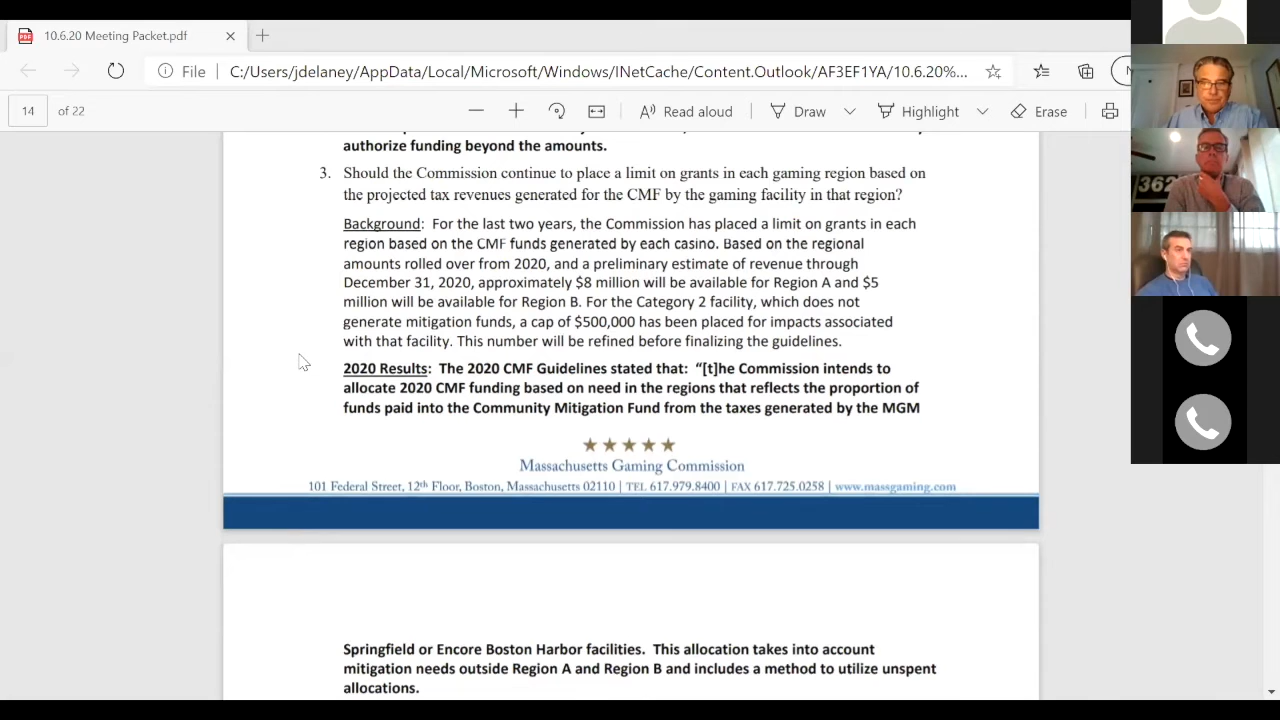 10.6.20 Meeting Packet.pdf
File
C:/Users/jdelaney/AppData/Local/Microsoft/Windows/INetCache/Content.Outlook/AF3EF1YA/10.6.20%...
14 of 22
Read aloud
Draw
Highlight
Erase
authorize funding beyond the amounts.
3. Should the Commission continue to place a limit on grants in each gaming region based on
the projected tax revenues generated for the CMF by the gaming facility in that region?
Background: For the last two years, the Commission has placed a limit on grants in each
region based on the CMF funds generated by each casino. Based on the regional
amounts rolled over from 2020, and a preliminary estimate of revenue through
December 31, 2020, approximately $8 million will be available for Region A and $5
million will be available for Region B. For the Category 2 facility, which does not
generate mitigation funds, a cap of $500,000 has been placed for impacts associated
with that facility. This number will be refined before finalizing the guidelines.
2020 Results: The 2020 CMF Guidelines stated that: “[t]he Commission intends to
allocate 2020 CMF funding based on need in the regions that reflects the proportion of
funds paid into the Community Mitigation Fund from the taxes generated by the MGM
★★★★★
Massachusetts Gaming Commission
101 Federal Street, 12th Floor, Boston, Massachusetts 02110 | TEL 617.979.8400 | FAX 617.725.0258 | www.massgaming.com
Springfield or Encore Boston Harbor facilities. This allocation takes into account
mitigation needs outside Region A and Region B and includes a method to utilize unspent
allocations.
362